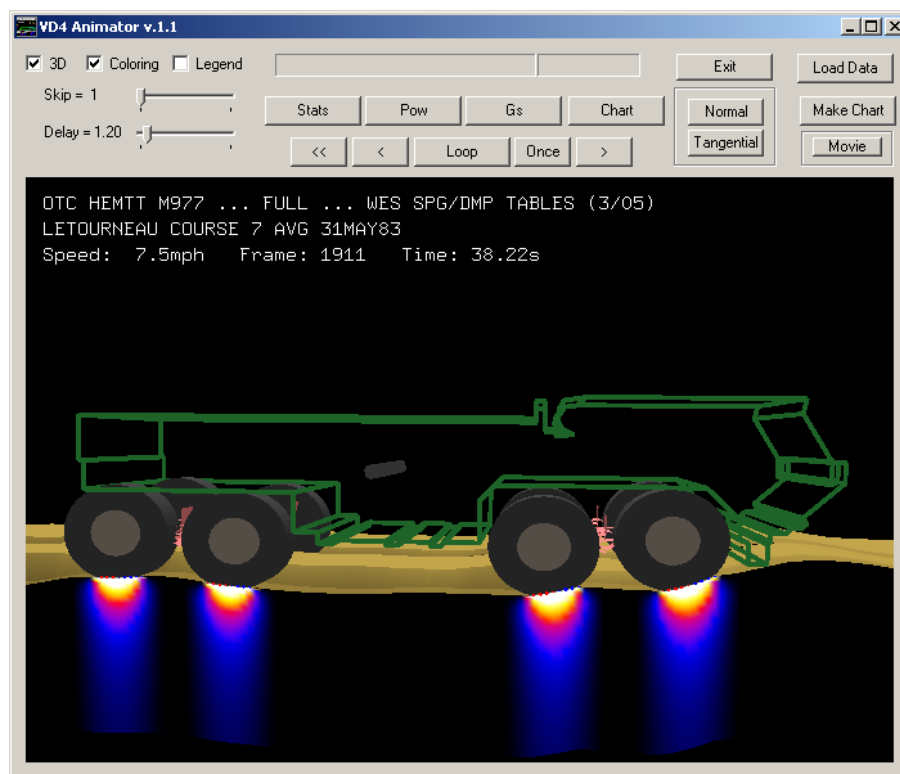 VD4 Animator v.1.1
3D Coloring Legend Exit Load Data
Skip = 1 Stats Pow Gs Chart Normal Make Chart
Delay = 1.20 << < Loop Once > Tangential Movie
OTC HEMTT M977 ... FULL ... WES SPG/DMP TABLES (3/05)
LETOURNEAU COURSE 7 AVG 31MAY83
Speed: 7.5mph Frame: 1911 Time: 38.22s